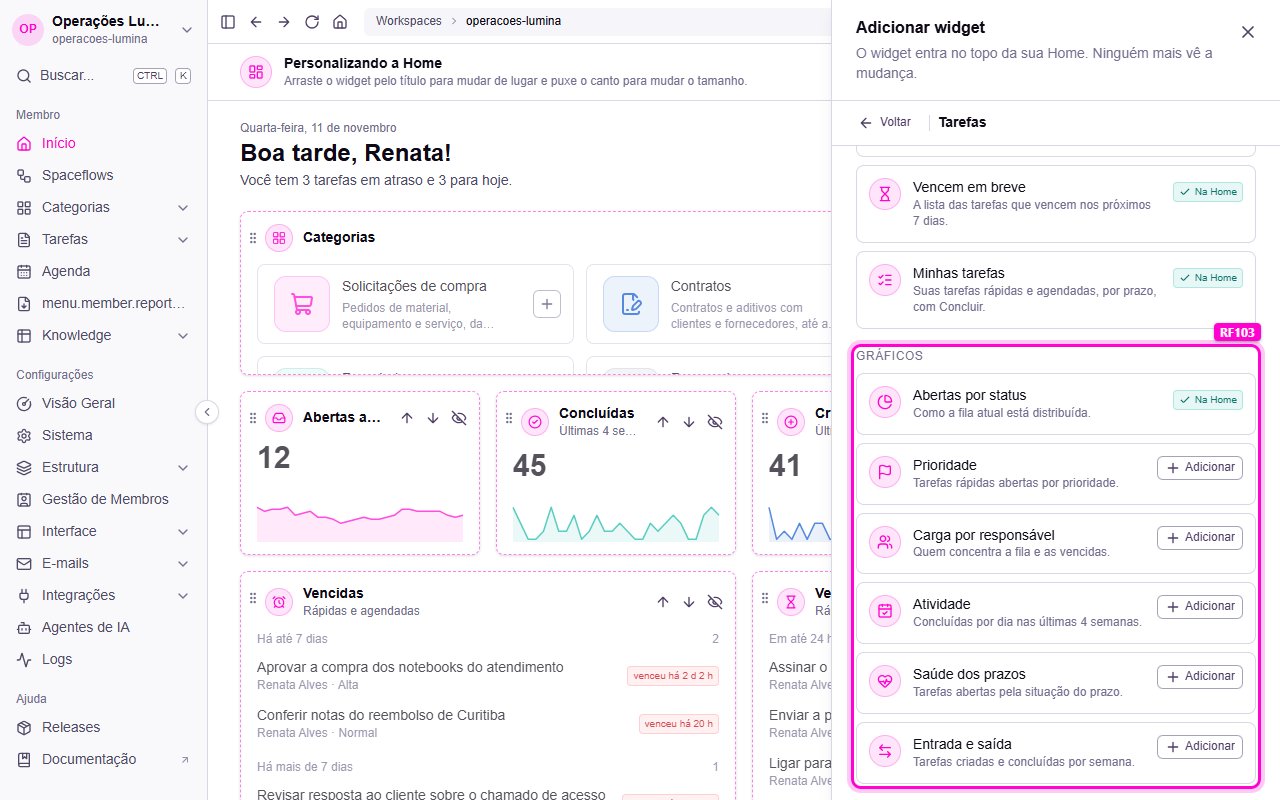 OP
Operações Lu...
operacoes-lumina
Buscar...
CTRL
K
Membro
Início
Spaceflows
Categorias
Tarefas
Agenda
menu.member.report...
Knowledge
Configurações
Visão Geral
Sistema
Estrutura
Gestão de Membros
Interface
E-mails
Integrações
Agentes de IA
Logs
Ajuda
Releases
Documentação
Workspaces
operacoes-lumina
Personalizando a Home
Arraste o widget pelo título para mudar de lugar e puxe o canto para mudar o tamanho.
Quarta-feira, 11 de novembro
Boa tarde, Renata!
Você tem 3 tarefas em atraso e 3 para hoje.
Categorias
Solicitações de compra
Pedidos de material,
equipamento e serviço, da...
Contratos
Contratos e aditivos com
clientes e fornecedores, até a
Abertas a...
12
Concluídas
Últimas 4 se...
45
Cr
Últ
41
Vencidas
Rápidas e agendadas
Há até 7 dias
2
Aprovar a compra dos notebooks do atendimento
Renata Alves · Alta
venceu há 2 d 2 h
Conferir notas do reembolso de Curitiba
Renata Alves · Normal
venceu há 20 h
Há mais de 7 dias
1
Revisar resposta ao cliente sobre o chamado de acesso
Ve
Rá
Em até 24 h
Assinar o
Renata Alve
Enviar a p
Renata Alve
Ligar para
Renata Alve
Adicionar widget
O widget entra no topo da sua Home. Ninguém mais vê a
mudança.
Voltar
Tarefas
Vencem em breve
A lista das tarefas que vencem nos próximos
7 dias.
Na Home
Minhas tarefas
Suas tarefas rápidas e agendadas, por prazo,
com Concluir.
Na Home
RF103
GRÁFICOS
Abertas por status
Como a fila atual está distribuída.
Na Home
Prioridade
Tarefas rápidas abertas por prioridade.
Adicionar
Carga por responsável
Quem concentra a fila e as vencidas.
Adicionar
Atividade
Concluídas por dia nas últimas 4 semanas.
Adicionar
Saúde dos prazos
Tarefas abertas pela situação do prazo.
Adicionar
Entrada e saída
Tarefas criadas e concluídas por semana.
Adicionar